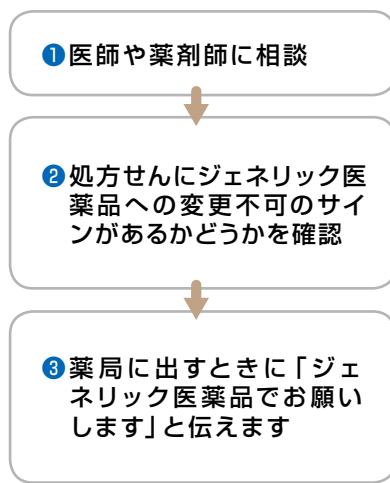 ❶医師や薬剤師に相談
❷処方せんにジェネリック医
薬品への変更不可のサイ
ンがあるかどうかを確認
❸薬局に出すときに「ジェ
ネリック医薬品でお願い
します」と伝えます